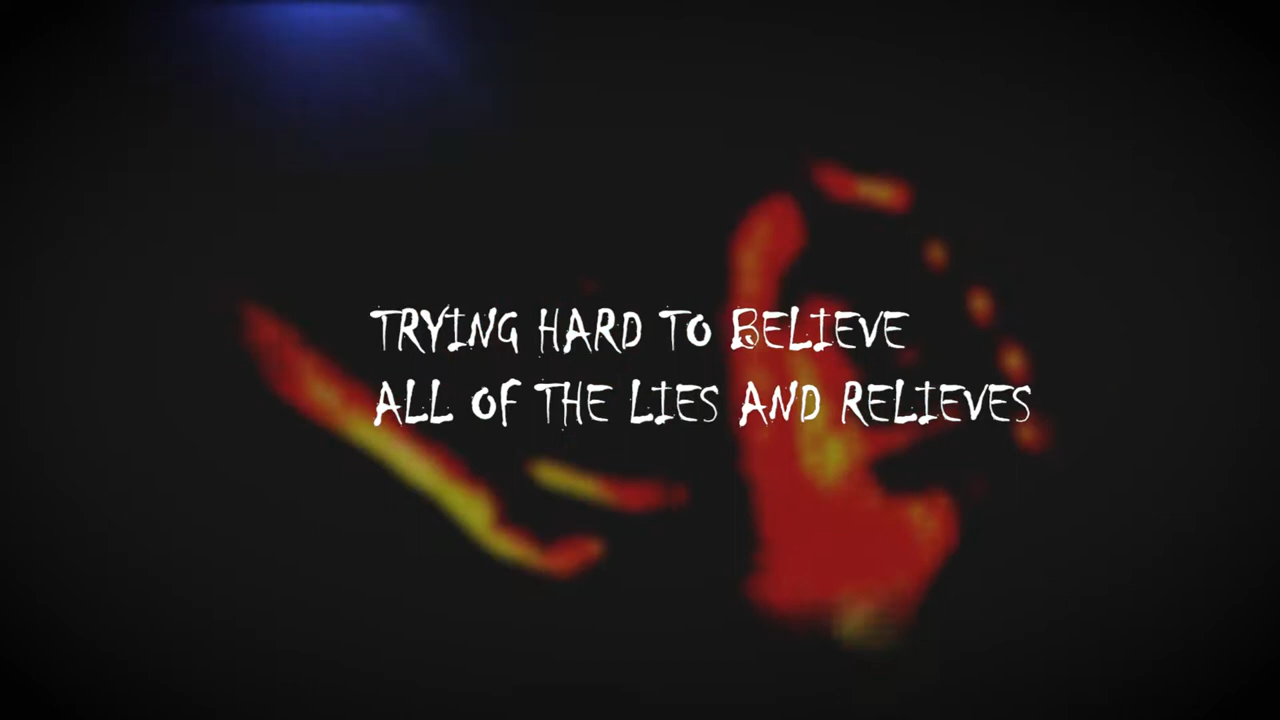 TRYING HARD TO BELIEVE
ALL OF THE LIES AND RELIEVES